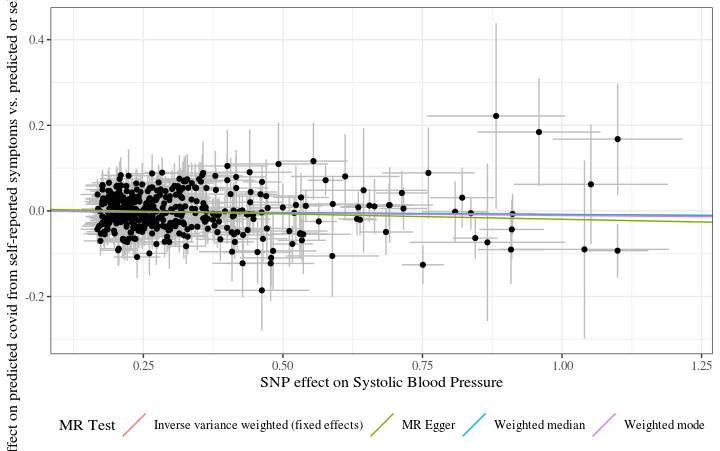 effect on predicted covid from self-reported symptoms vs. predicted or se
0.4
0.2
0.0
-0.2
0.25
0.50
0.75
1.00
1.25
SNP effect on Systolic Blood Pressure
MR Test
Inverse variance weighted (fixed effects)
MR Egger
Weighted median
Weighted mode